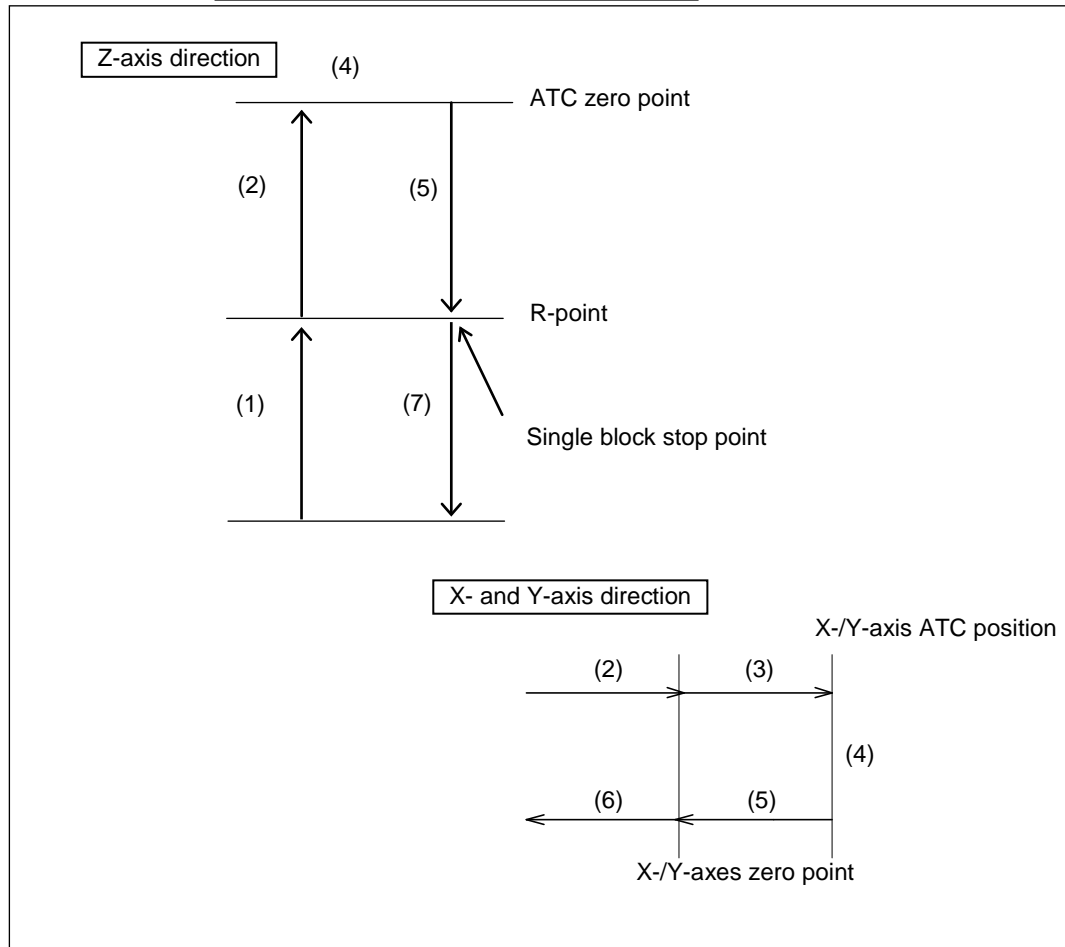 Z-axis direction
(4)
ATC zero point
(2)
(5)
R-point
(1)
(7)
Single block stop point
X- and Y-axis direction
X-/Y-axis ATC position
(2)
(3)
(4)
(6)
(5)
X-/Y-axes zero point